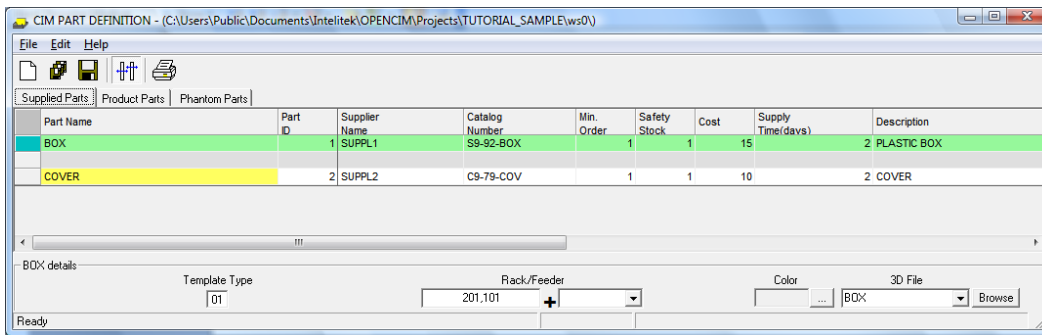 CIM PART DEFINITION - (C:\Users\Public\Documents\Intelitek\OPENCIM\Projects\TUTORIAL_SAMPLE\ws0\)
File Edit Help
Supplied Parts Product Parts Phantom Parts
Part Name Part ID Supplier Name Catalog Number Min. Order Safety Stock Cost Supply Time(days) Description
BOX 1 SUPPL1 S9-92-BOX 1 1 15 2 PLASTIC BOX
COVER 2 SUPPL2 C9-79-COV 1 1 10 2 COVER
BOX details
Template Type Rack/Feeder Color 3D File
01 201,101 + ... BOX Browse
Ready